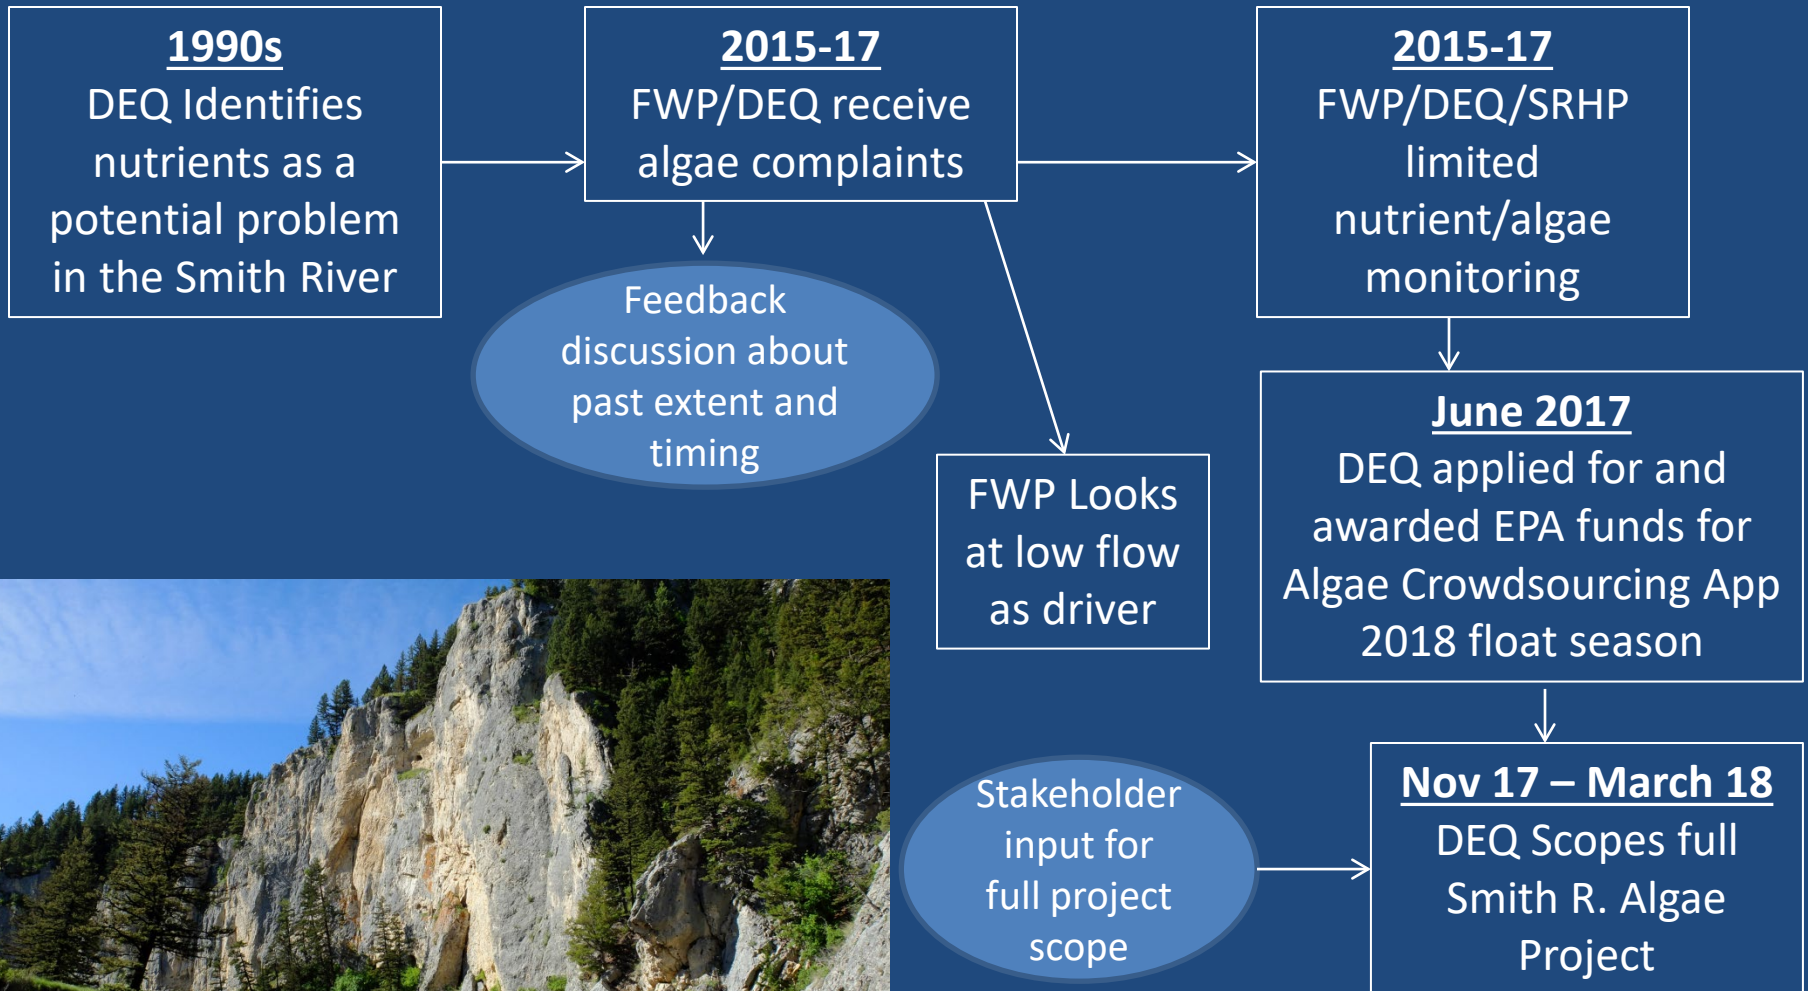 1990s
DEQ Identifies
nutrients as a
potential problem
in the Smith River
2015-17
FWP/DEQ receive
algae complaints
2015-17
FWP/DEQ/SRHP
limited
nutrient/algae
monitoring
Feedback
discussion about
past extent and
timing
FWP Looks
at low flow
as driver
June 2017
DEQ applied for and
awarded EPA funds for
Algae Crowdsourcing App
2018 float season
Stakeholder
input for
full project
scope
Nov 17 – March 18
DEQ Scopes full
Smith R. Algae
Project